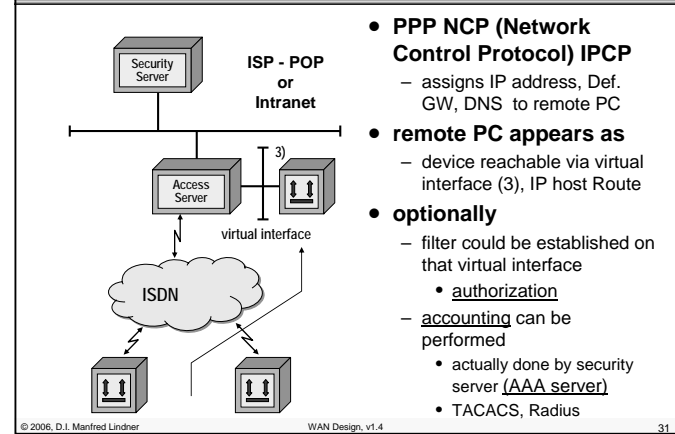 Security
Server
ISP - POP
or
Intranet
3)
Access
Server
virtual interface
ISDN
• PPP NCP (Network
Control Protocol) IPCP
– assigns IP address, Def.
GW, DNS to remote PC
• remote PC appears as
– device reachable via virtual
interface (3), IP host Route
• optionally
– filter could be established on
that virtual interface
• authorization
– accounting can be
performed
• actually done by security
server (AAA server)
• TACACS, Radius
© 2006, D.I. Manfred Lindner
WAN Design, v1.4
31